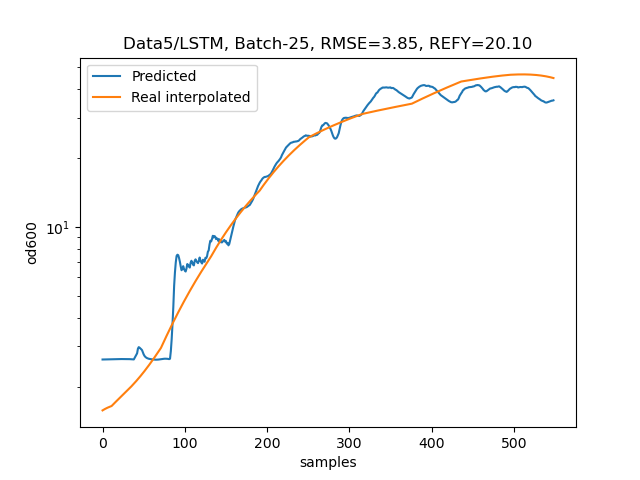 Data5/LSTM, Batch-25, RMSE=3.85, REFY=20.10
Predicted
Real interpolated
od600
10¹
0 100 200 300 400 500
samples